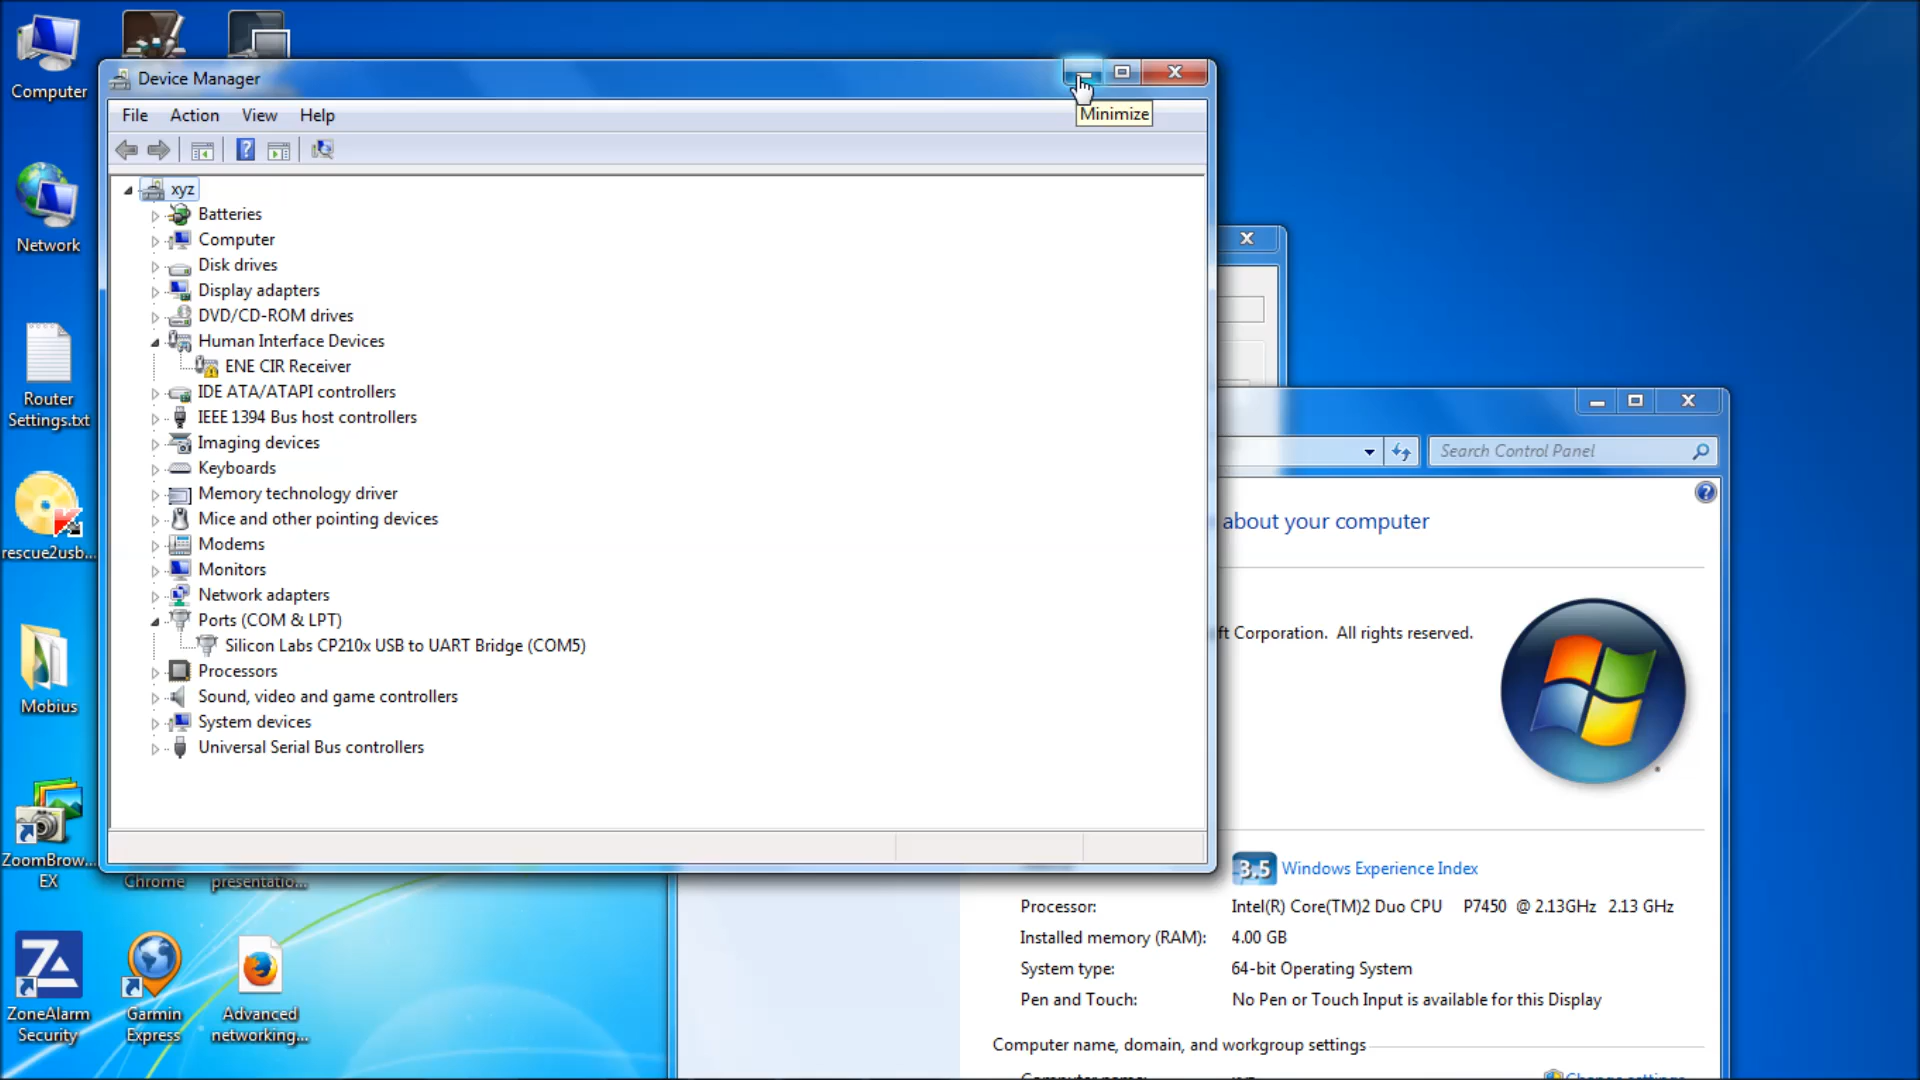 Computer
Network
Router
Settings.txt
rescue2usb...
Mobius
ZoomBrow...
EX
Chrome
presentatio...
ZoneAlarm
Security
Garmin
Express
Advanced
networking...
Device Manager
Minimize
File Action View Help
xyz
Batteries
Computer
Disk drives
Display adapters
DVD/CD-ROM drives
Human Interface Devices
ENE CIR Receiver
IDE ATA/ATAPI controllers
IEEE 1394 Bus host controllers
Imaging devices
Keyboards
Memory technology driver
Mice and other pointing devices
Modems
Monitors
Network adapters
Ports (COM & LPT)
Silicon Labs CP210x USB to UART Bridge (COM5)
Processors
Sound, video and game controllers
System devices
Universal Serial Bus controllers
Search Control Panel
about your computer
ft Corporation. All rights reserved.
3.5 Windows Experience Index
Processor: Intel(R) Core(TM)2 Duo CPU P7450 @ 2.13GHz 2.13 GHz
Installed memory (RAM): 4.00 GB
System type: 64-bit Operating System
Pen and Touch: No Pen or Touch Input is available for this Display
Computer name, domain, and workgroup settings